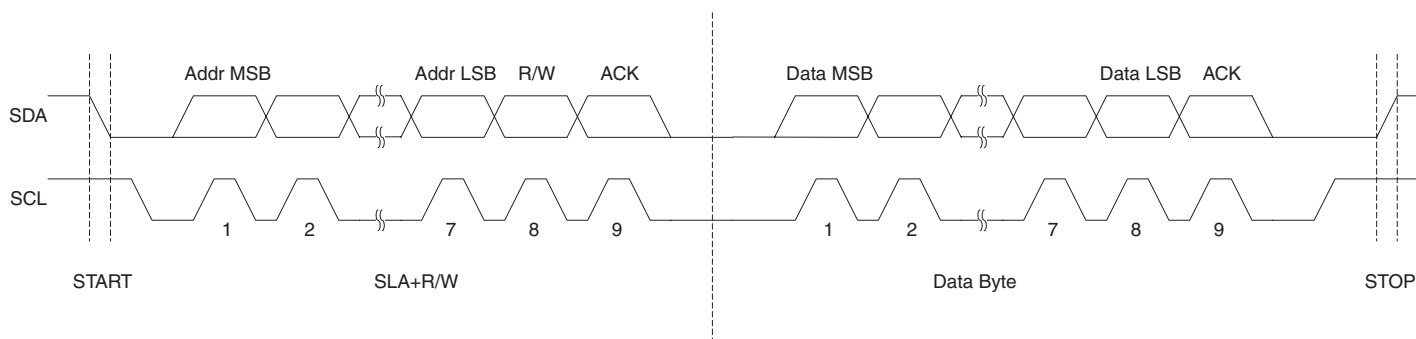 Addr MSB Addr LSB R/W ACK Data MSB Data LSB ACK
SDA
SCL
1 2 7 8 9 1 2 7 8 9
START SLA+R/W Data Byte STOP